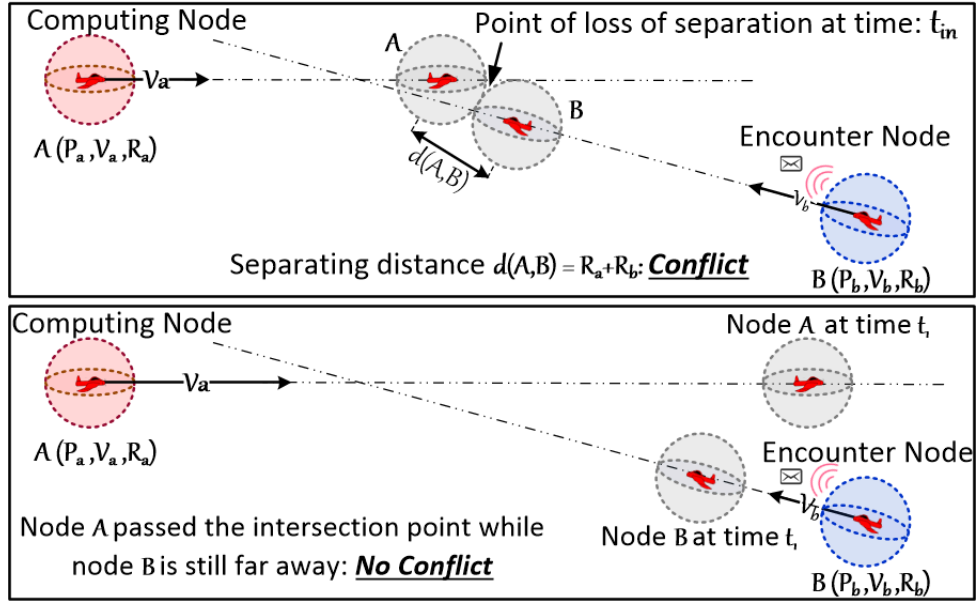 Computing Node
Point of loss of separation at time: tin
A
Va
B
A (Pa,Va,Ra)
d(A,B)
Encounter Node
Vb
Separating distance d(A,B) = Ra+Rb: Conflict
B (Pb,Vb,Rb)
Computing Node
Node A at time t1
Va
A (Pa,Va,Ra)
Encounter Node
Vb
Node A passed the intersection point while
node B is still far away: No Conflict
Node B at time t1
B (Pb,Vb,Rb)